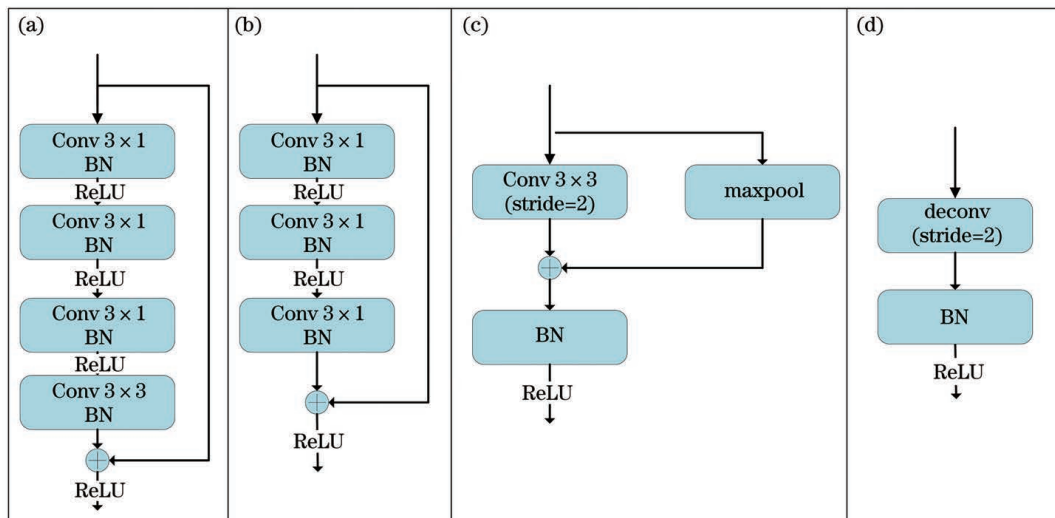 (a)
Conv 3 × 1
BN
ReLU
Conv 3 × 1
BN
ReLU
Conv 3 × 1
BN
ReLU
Conv 3 × 3
BN
ReLU
(b)
Conv 3 × 1
BN
ReLU
Conv 3 × 1
BN
ReLU
Conv 3 × 1
BN
ReLU
(c)
Conv 3 × 3
(stride=2)
maxpool
BN
ReLU
(d)
deconv
(stride=2)
BN
ReLU